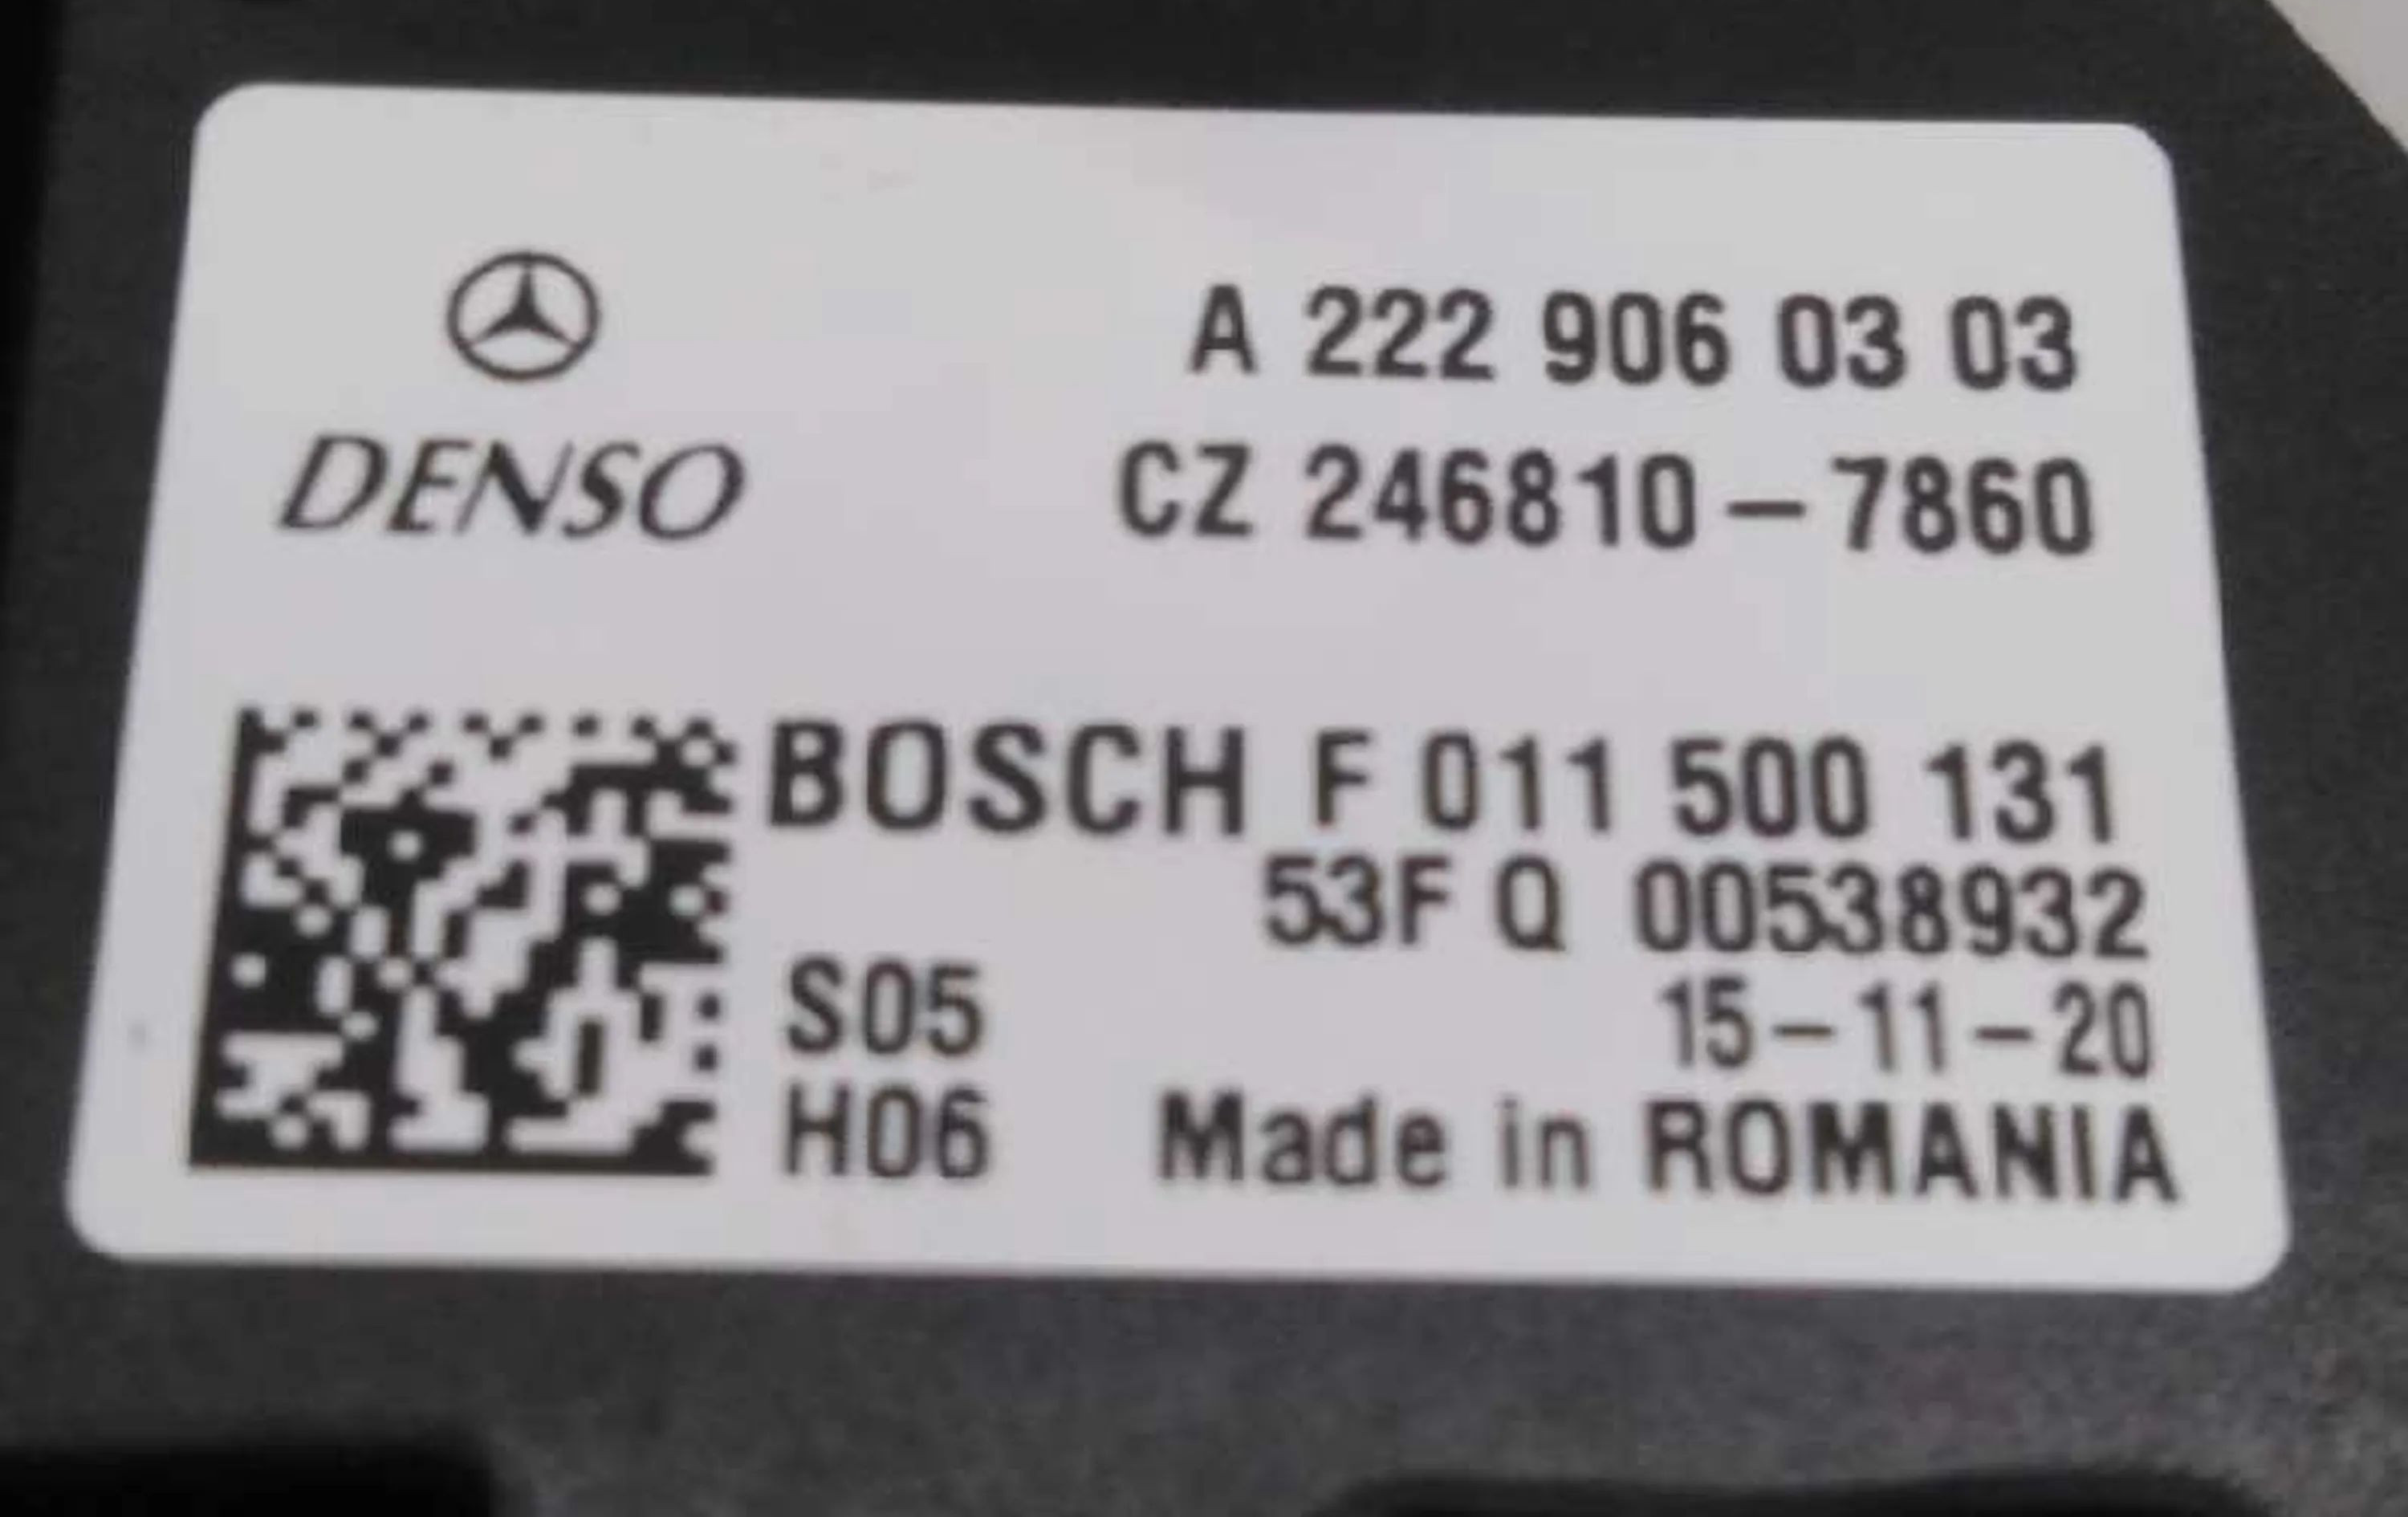 A 222 906 03 03
DENSO CZ 246810-7860
BOSCH F 011 500 131
53F Q 00538932
S05 15-11-20
H06 Made in ROMANIA